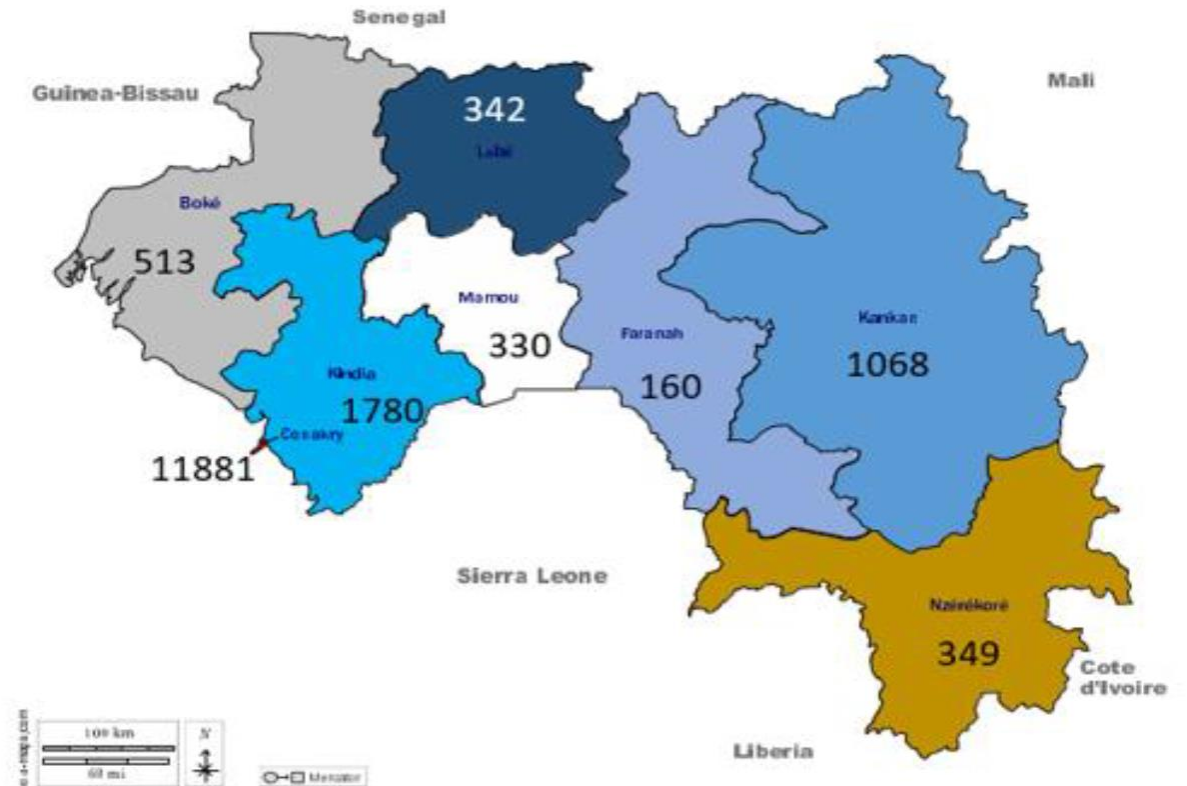 Senegal
Guinea-Bissau
Mali
342
Labé
Boké
513
Mamou
330
Faranah
160
Kankan
1068
Kindia
1780
Conakry
11881
Sierra Leone
Nzérékoré
349
Cote
d'Ivoire
Liberia
100 km
60 mi
N
Mercator